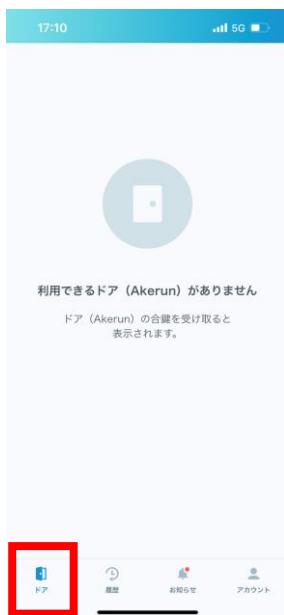 17:10
5G
利用できるドア（Akerun）がありません
ドア（Akerun）の合鍵を受け取ると
表示されます。
ドア
履歴
お知らせ
アカウント